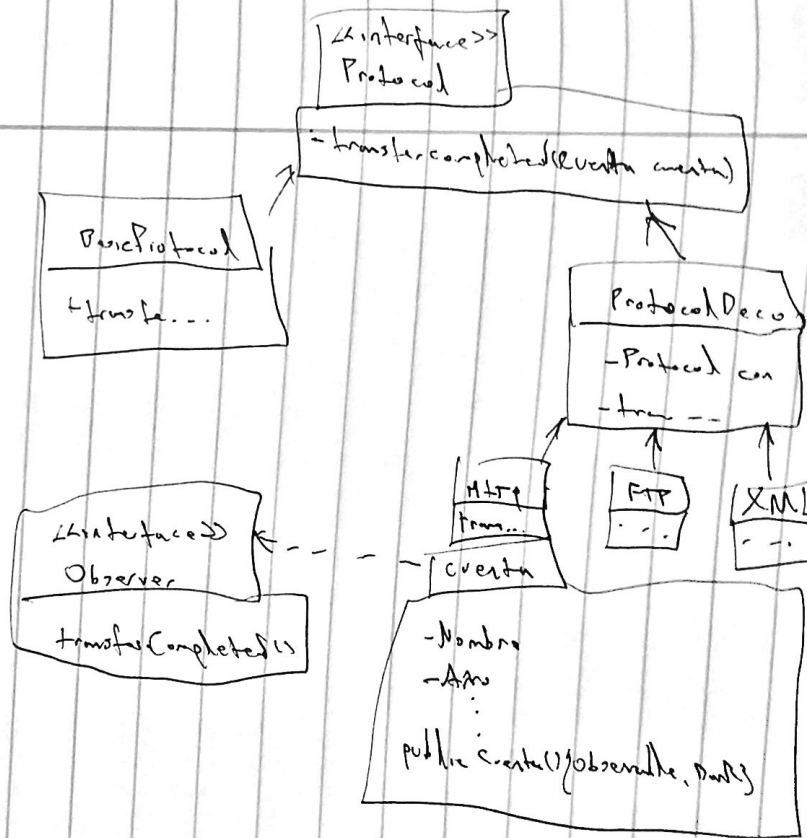 <<interface>>
Protocol
- transfercompleted(Cuenta cuenta)
BasicProtocol
+ transfe...
ProtocolDeco
- Protocol con
- tran ...
Http
tran...
FTP
...
XML
...
<<interface>>
Observer
transferCompleted()
cuenta
-Nombre
-Año
public Cuenta()